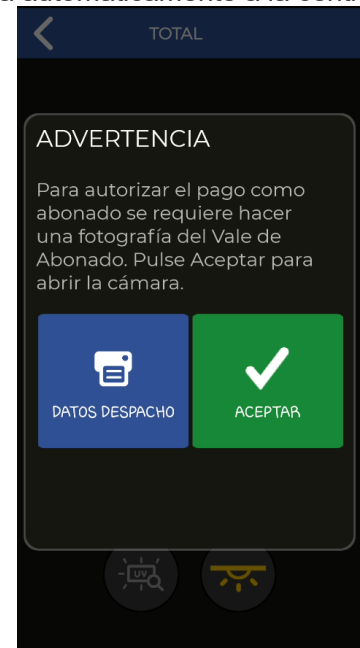 TOTAL
ADVERTENCIA
Para autorizar el pago como
abonado se requiere hacer
una fotografía del Vale de
Abonado. Pulse Aceptar para
abrir la cámara.
DATOS DESPACHO
ACEPTAR
UV